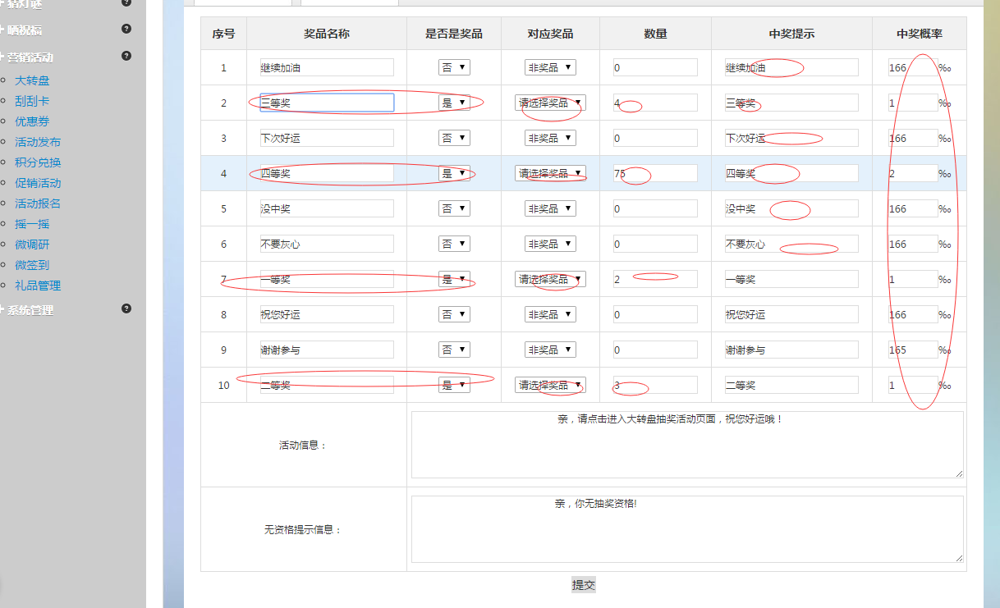 猜灯谜
晒祝福
营销活动
大转盘
刮刮卡
优惠券
活动发布
积分兑换
促销活动
活动报名
摇一摇
微调研
微签到
礼品管理
系统管理
序号 奖品名称 是否是奖品 对应奖品 数量 中奖提示 中奖概率
1 继续加油 否 非奖品 0 继续加油 166 ‰
2 三等奖 是 请选择奖品 4 三等奖 1 ‰
3 下次好运 否 非奖品 0 下次好运 166 ‰
4 四等奖 是 请选择奖品 75 四等奖 2 ‰
5 没中奖 否 非奖品 0 没中奖 166 ‰
6 不要灰心 否 非奖品 0 不要灰心 166 ‰
7 一等奖 是 请选择奖品 2 一等奖 1 ‰
8 祝您好运 否 非奖品 0 祝您好运 166 ‰
9 谢谢参与 否 非奖品 0 谢谢参与 165 ‰
10 二等奖 是 请选择奖品 3 二等奖 1 ‰
活动信息： 亲，请点击进入大转盘抽奖活动页面，祝您好运哦！
无资格提示信息： 亲，你无抽奖资格!
提交